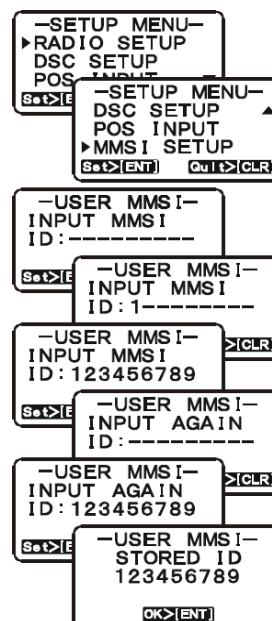 —SETUP MENU—
▶RADIO SETUP
DSC SETUP
POS INPUT
—SETUP MENU—
DSC SETUP
POS INPUT
▶MMSI SETUP
Set>[ENT] Quit>[CLR]
—USER MMSI—
INPUT MMSI
ID:---------
—USER MMSI—
INPUT MMSI
ID:1--------
—USER MMSI—
INPUT MMSI
ID:123456789
—USER MMSI—
INPUT AGAIN
ID:---------
—USER MMSI—
INPUT AGAIN
ID:123456789
—USER MMSI—
STORED ID
123456789
OK>[ENT]